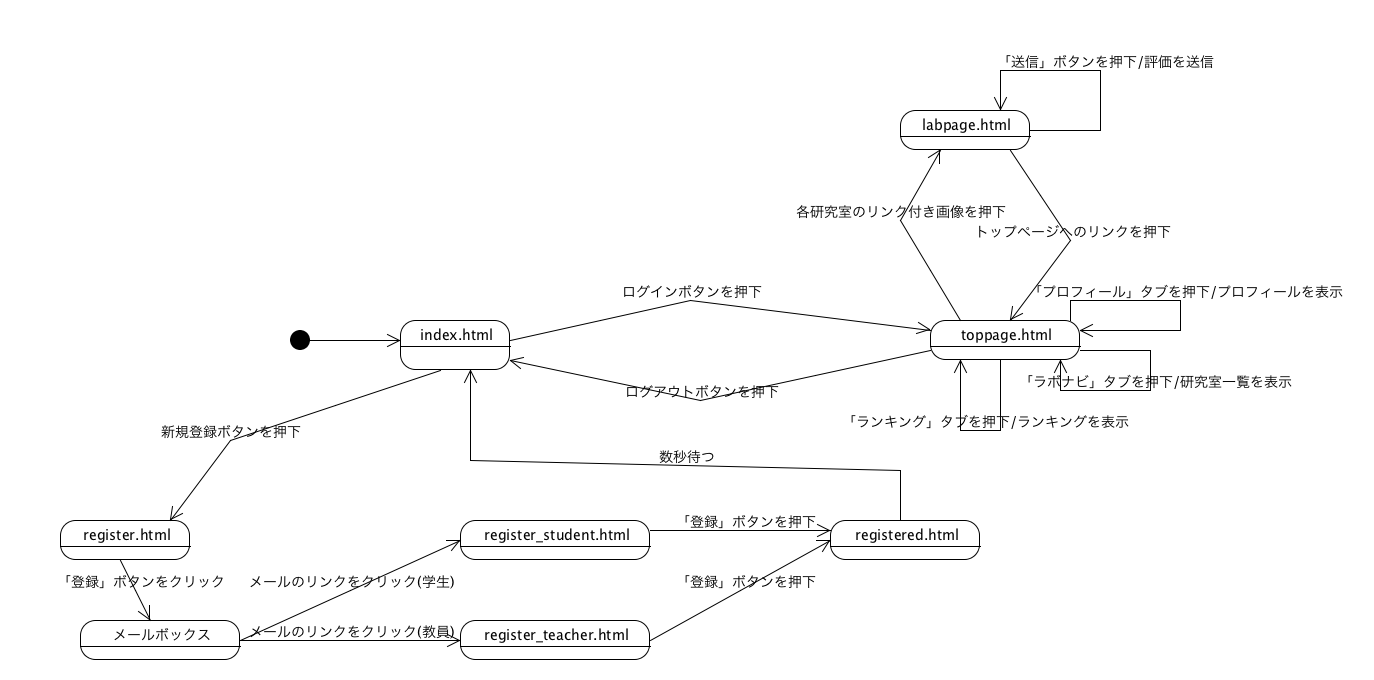 「送信」ボタンを押下/評価を送信
labpage.html
各研究室のリンク付き画像を押下
トップページへのリンクを押下
ログインボタンを押下
「プロフィール」タブを押下/プロフィールを表示
index.html
toppage.html
ログアウトボタンを押下
「ラボナビ」タブを押下/研究室一覧を表示
「ランキング」タブを押下/ランキングを表示
新規登録ボタンを押下
数秒待つ
register.html
register_student.html
「登録」ボタンを押下
registered.html
「登録」ボタンをクリック
メールのリンクをクリック(学生)
「登録」ボタンを押下
メールボックス
メールのリンクをクリック(教員)
register_teacher.html